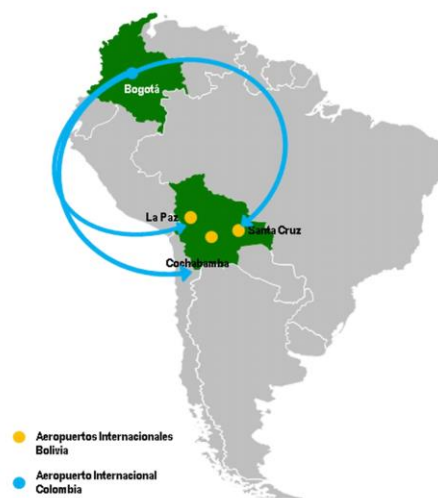 Bogotá
La Paz
Santa Cruz
Cochabamba
Aeropuertos Internacionales
Bolivia
Aeropuerto Internacional
Colombia